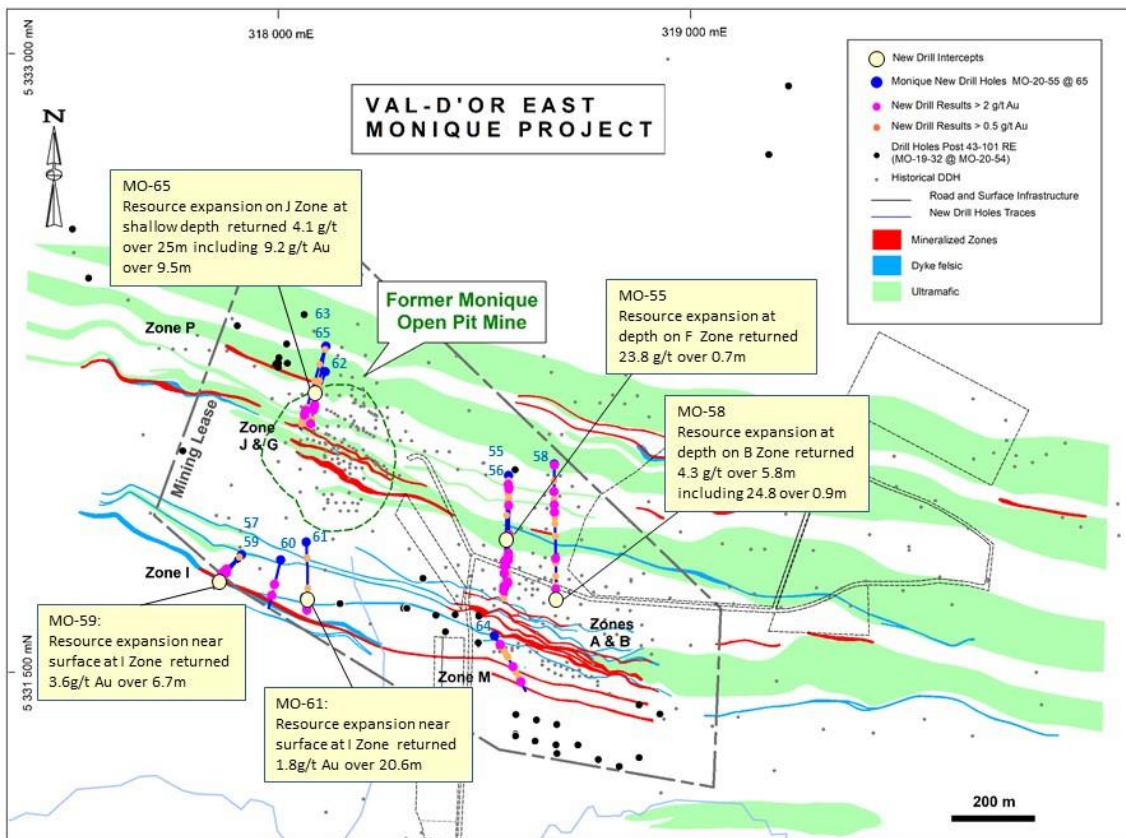 318 000 mE
319 000 mE
5 333 000 mN
5 331 500 mN
N
VAL-D'OR EAST
MONIQUE PROJECT
New Drill Intercepts
Monique New Drill Holes MO-20-55 @ 65
New Drill Results > 2 g/t Au
New Drill Results > 0.5 g/t Au
Drill Holes Post 43-101 RE
(MO-19-32 @ MO-20-54)
Historical DDH
Road and Surface Infrastructure
New Drill Holes Traces
Mineralized Zones
Dyke felsic
Ultramafic
MO-65
Resource expansion on J Zone at
shallow depth returned 4.1 g/t
over 25m including 9.2 g/t Au
over 9.5m
Former Monique
Open Pit Mine
MO-55
Resource expansion at
depth on F Zone returned
23.8 g/t over 0.7m
MO-58
Resource expansion at
depth on B Zone returned
4.3 g/t over 5.8m
including 24.8 over 0.9m
Zone P
63
65
62
Zone
J & G
Mining Lease
55
56
58
57
59
60
61
Zone I
64
Zones
A & B
Zone M
MO-59:
Resource expansion near
surface at I Zone returned
3.6g/t Au over 6.7m
MO-61:
Resource expansion near
surface at I Zone returned
1.8g/t Au over 20.6m
200 m